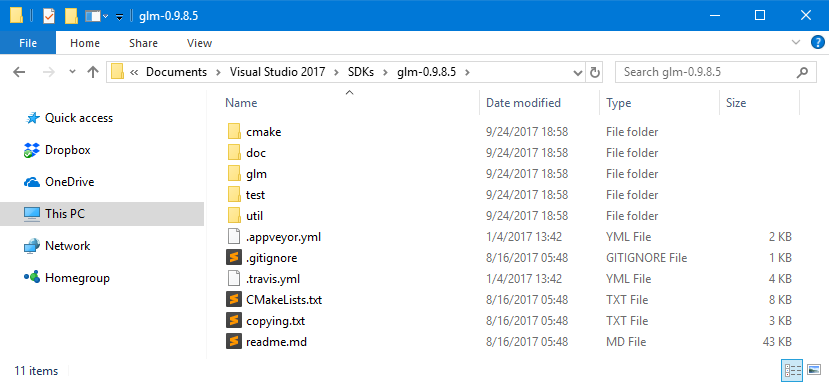 glm-0.9.8.5
File Home Share View
« Documents > Visual Studio 2017 > SDKs > glm-0.9.8.5 > Search glm-0.9.8.5
Name Date modified Type Size
Quick access
Dropbox
OneDrive
This PC
Network
Homegroup
cmake 9/24/2017 18:58 File folder
doc 9/24/2017 18:58 File folder
glm 9/24/2017 18:58 File folder
test 9/24/2017 18:58 File folder
util 9/24/2017 18:58 File folder
.appveyor.yml 1/4/2017 13:42 YML File 2 KB
.gitignore 8/16/2017 05:48 GITIGNORE File 1 KB
.travis.yml 1/4/2017 13:42 YML File 4 KB
CMakeLists.txt 8/16/2017 05:48 TXT File 8 KB
copying.txt 8/16/2017 05:48 TXT File 3 KB
readme.md 8/16/2017 05:48 MD File 43 KB
11 items